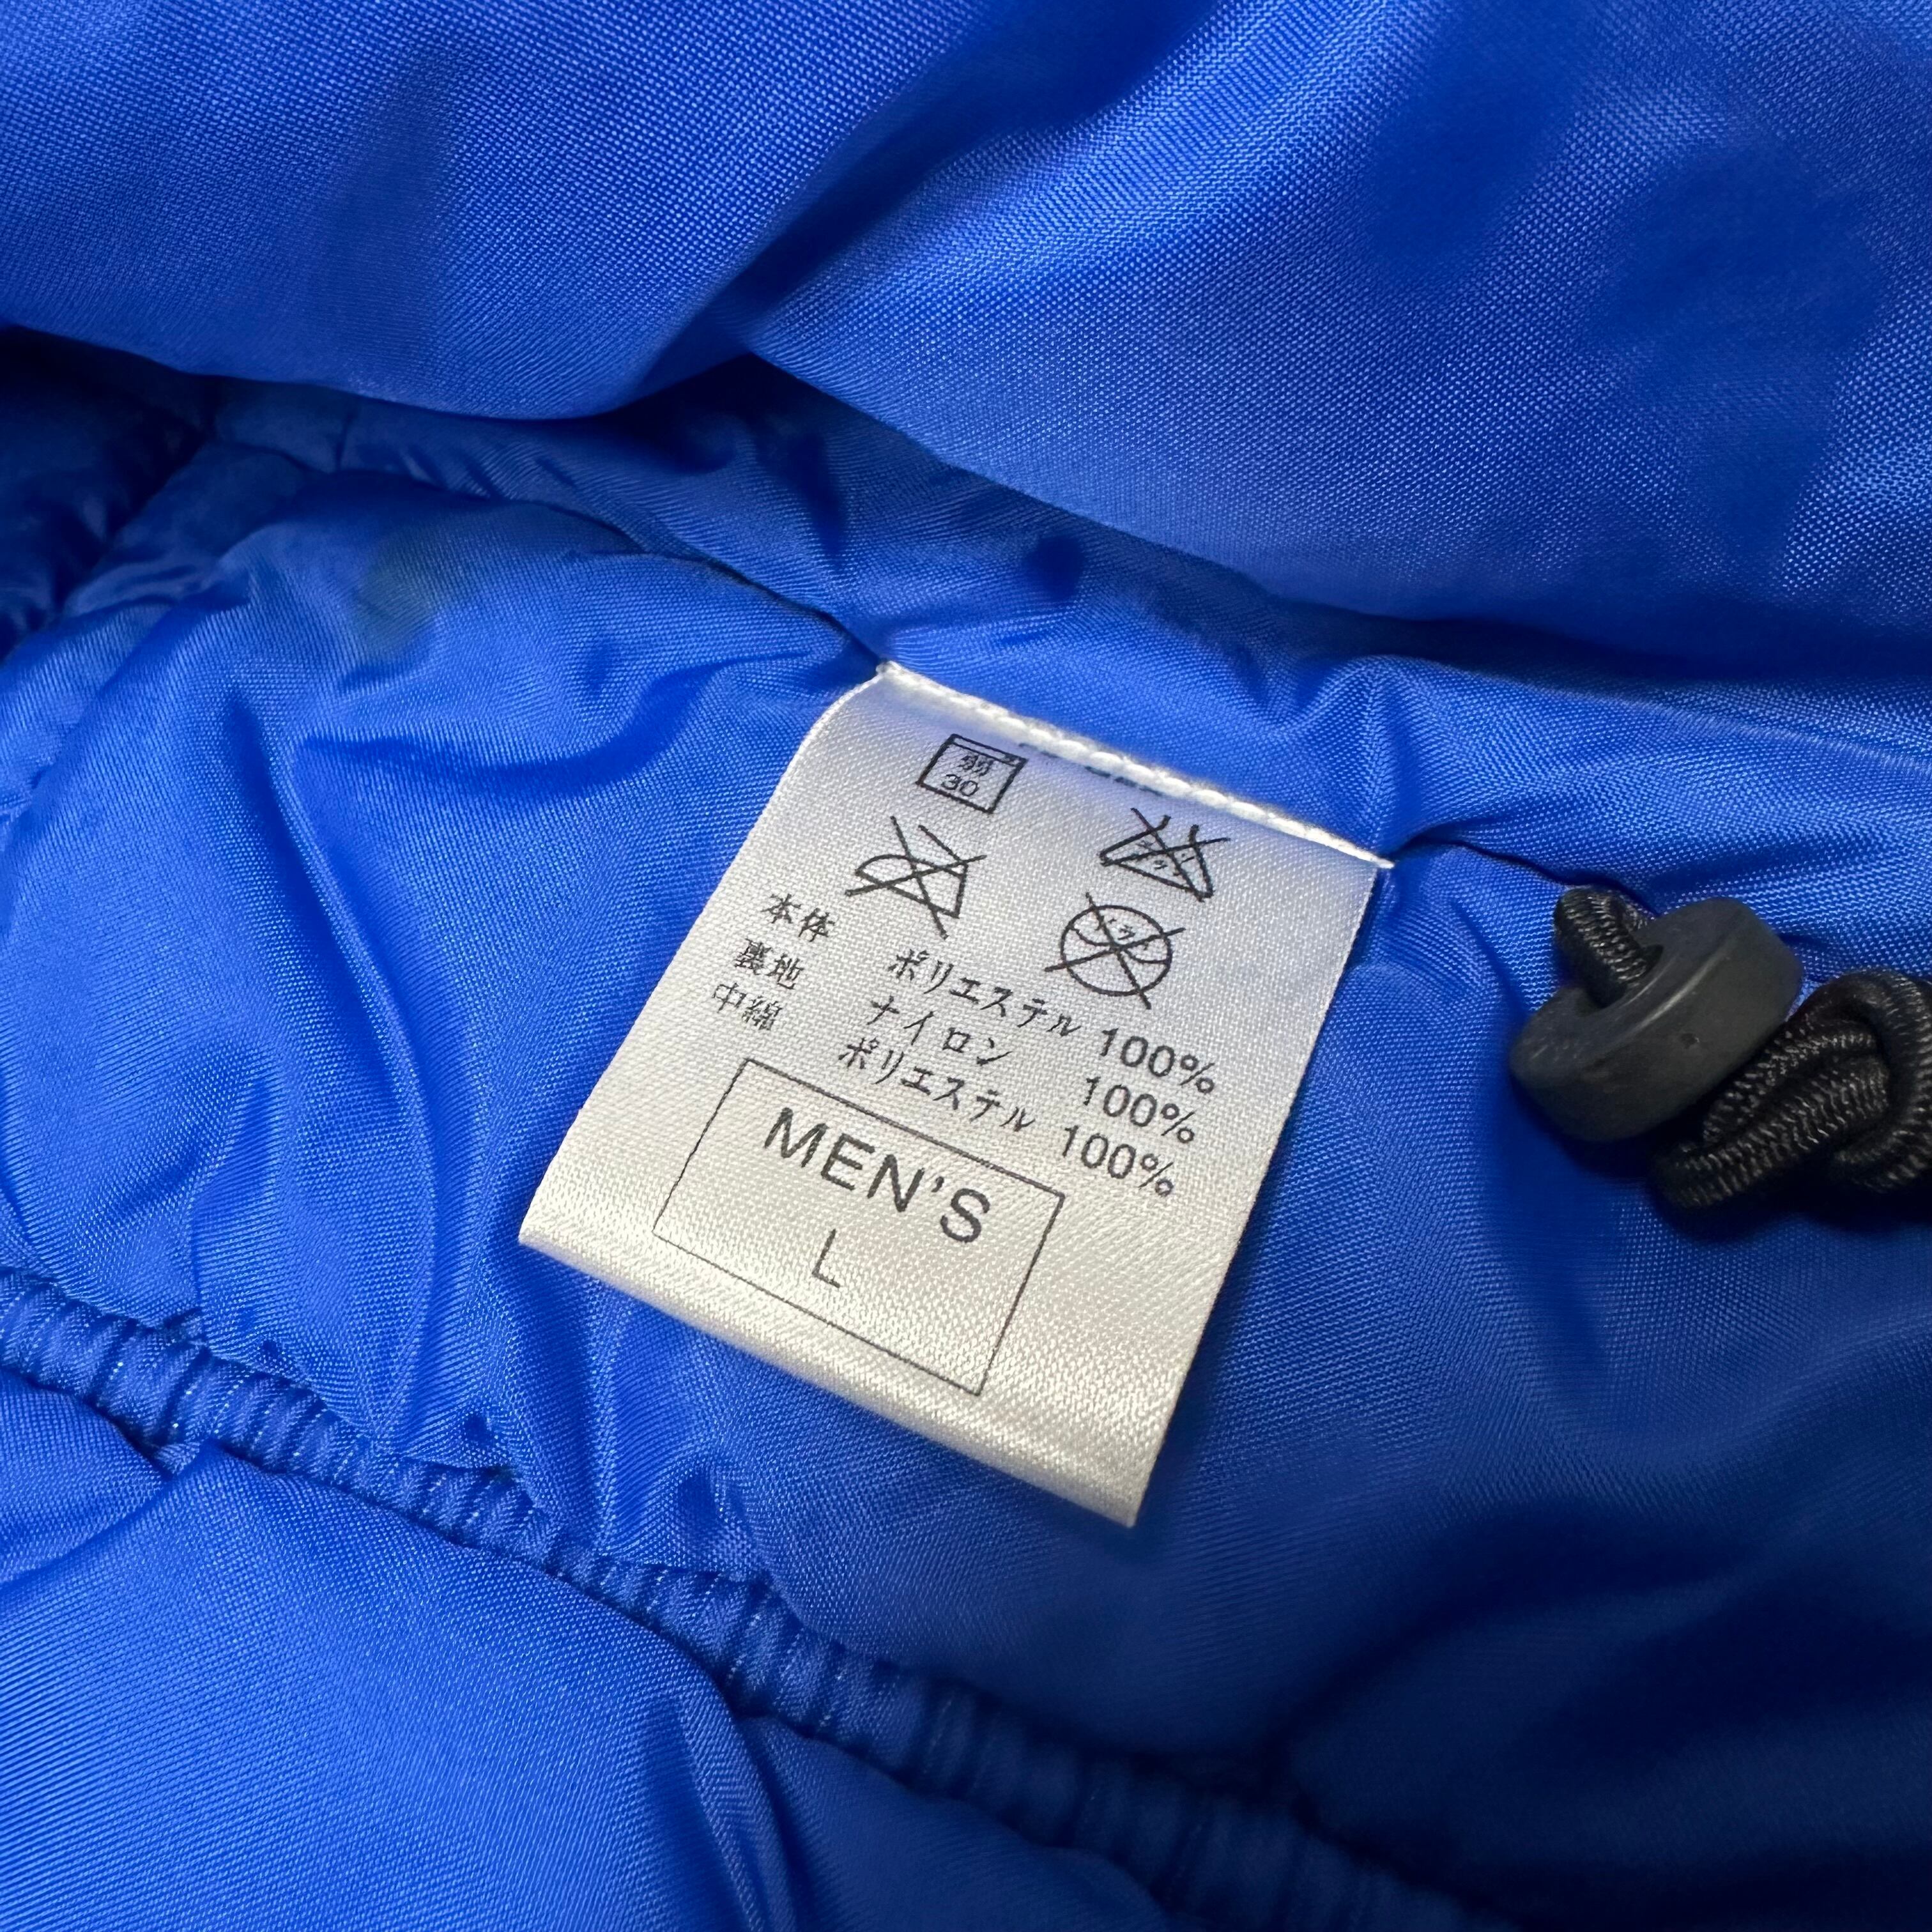 弱
30
本体 ポリエステル 100%
裏地 ナイロン 100%
中綿 ポリエステル 100%
MEN'S
L